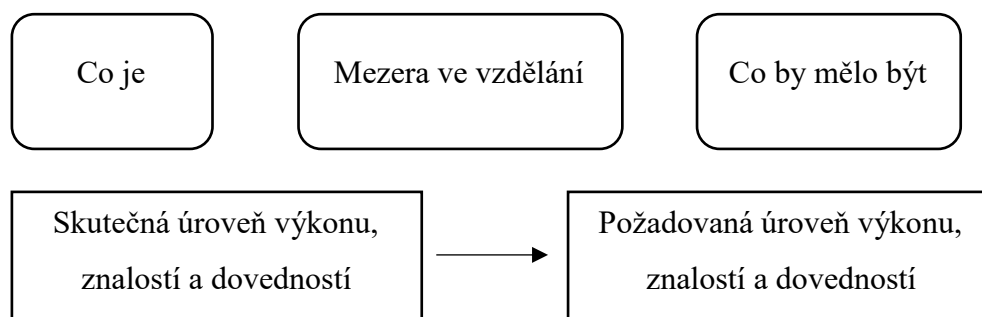 Co je
Mezera ve vzdělání
Co by mělo být
Skutečná úroveň výkonu,
znalostí a dovedností
Požadovaná úroveň výkonu,
znalostí a dovedností